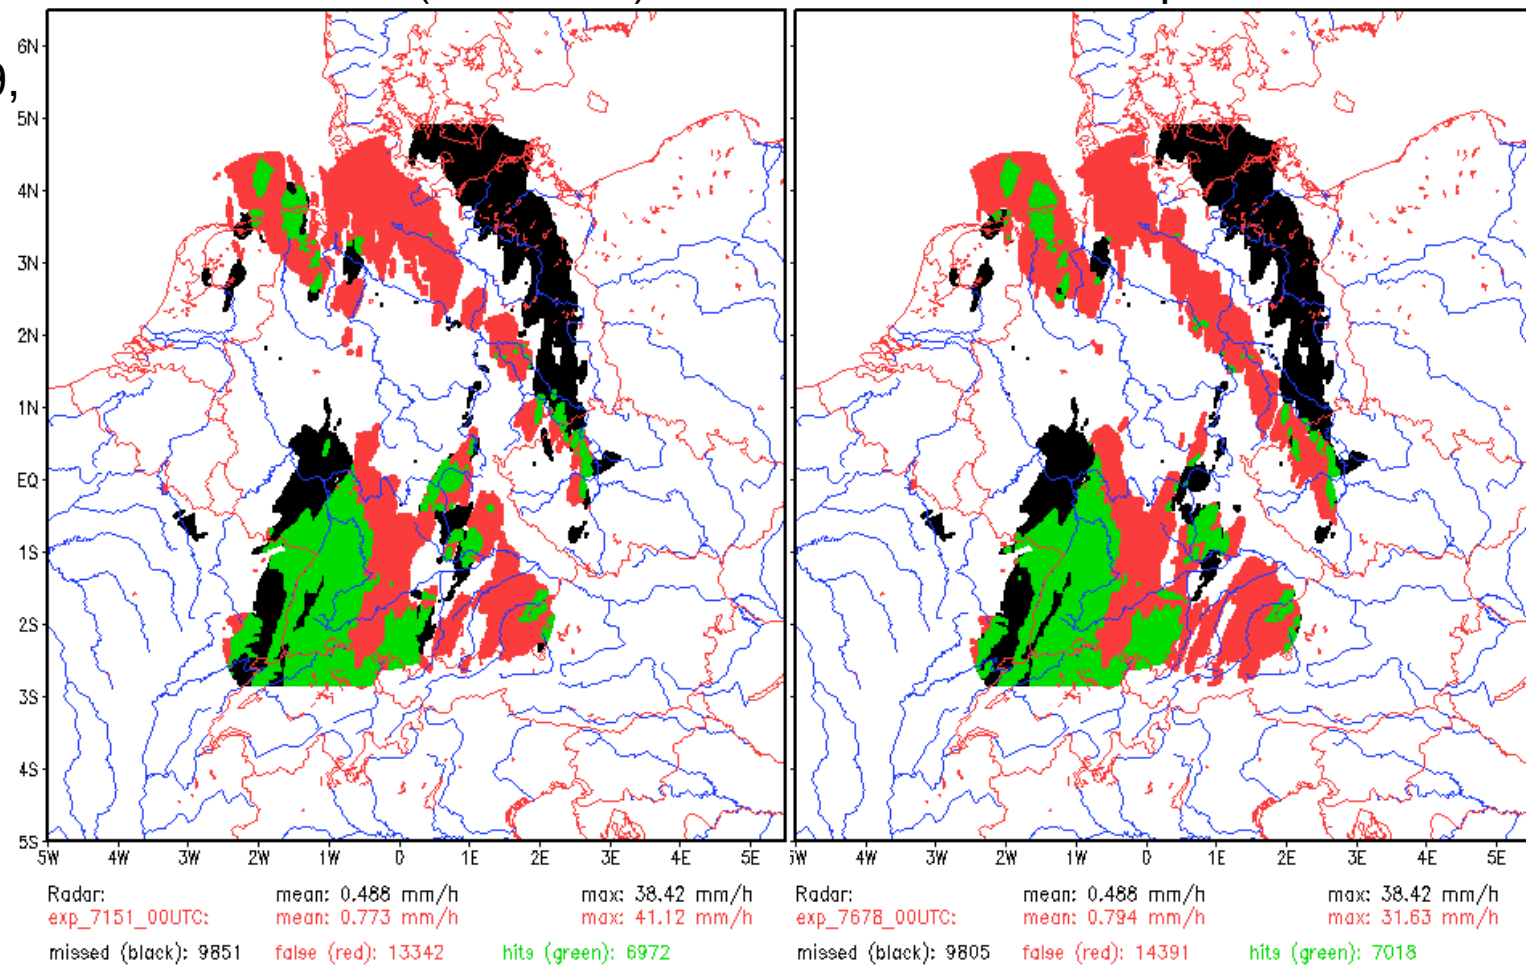 9,
6N
5N
4N
3N
2N
1N
EQ
1S
2S
3S
4S
5S
5W 4W 3W 2W 1W 0 1E 2E 3E 4E 5E
5W 4W 3W 2W 1W 0 1E 2E 3E 4E 5E
Radar: mean: 0.488 mm/h max: 38.42 mm/h
exp_7151_00UTC: mean: 0.773 mm/h max: 41.12 mm/h
missed (black): 9851 false (red): 13342 hits (green): 6972
Radar: mean: 0.488 mm/h max: 38.42 mm/h
exp_7678_00UTC: mean: 0.794 mm/h max: 31.63 mm/h
missed (black): 9805 false (red): 14391 hits (green): 7018